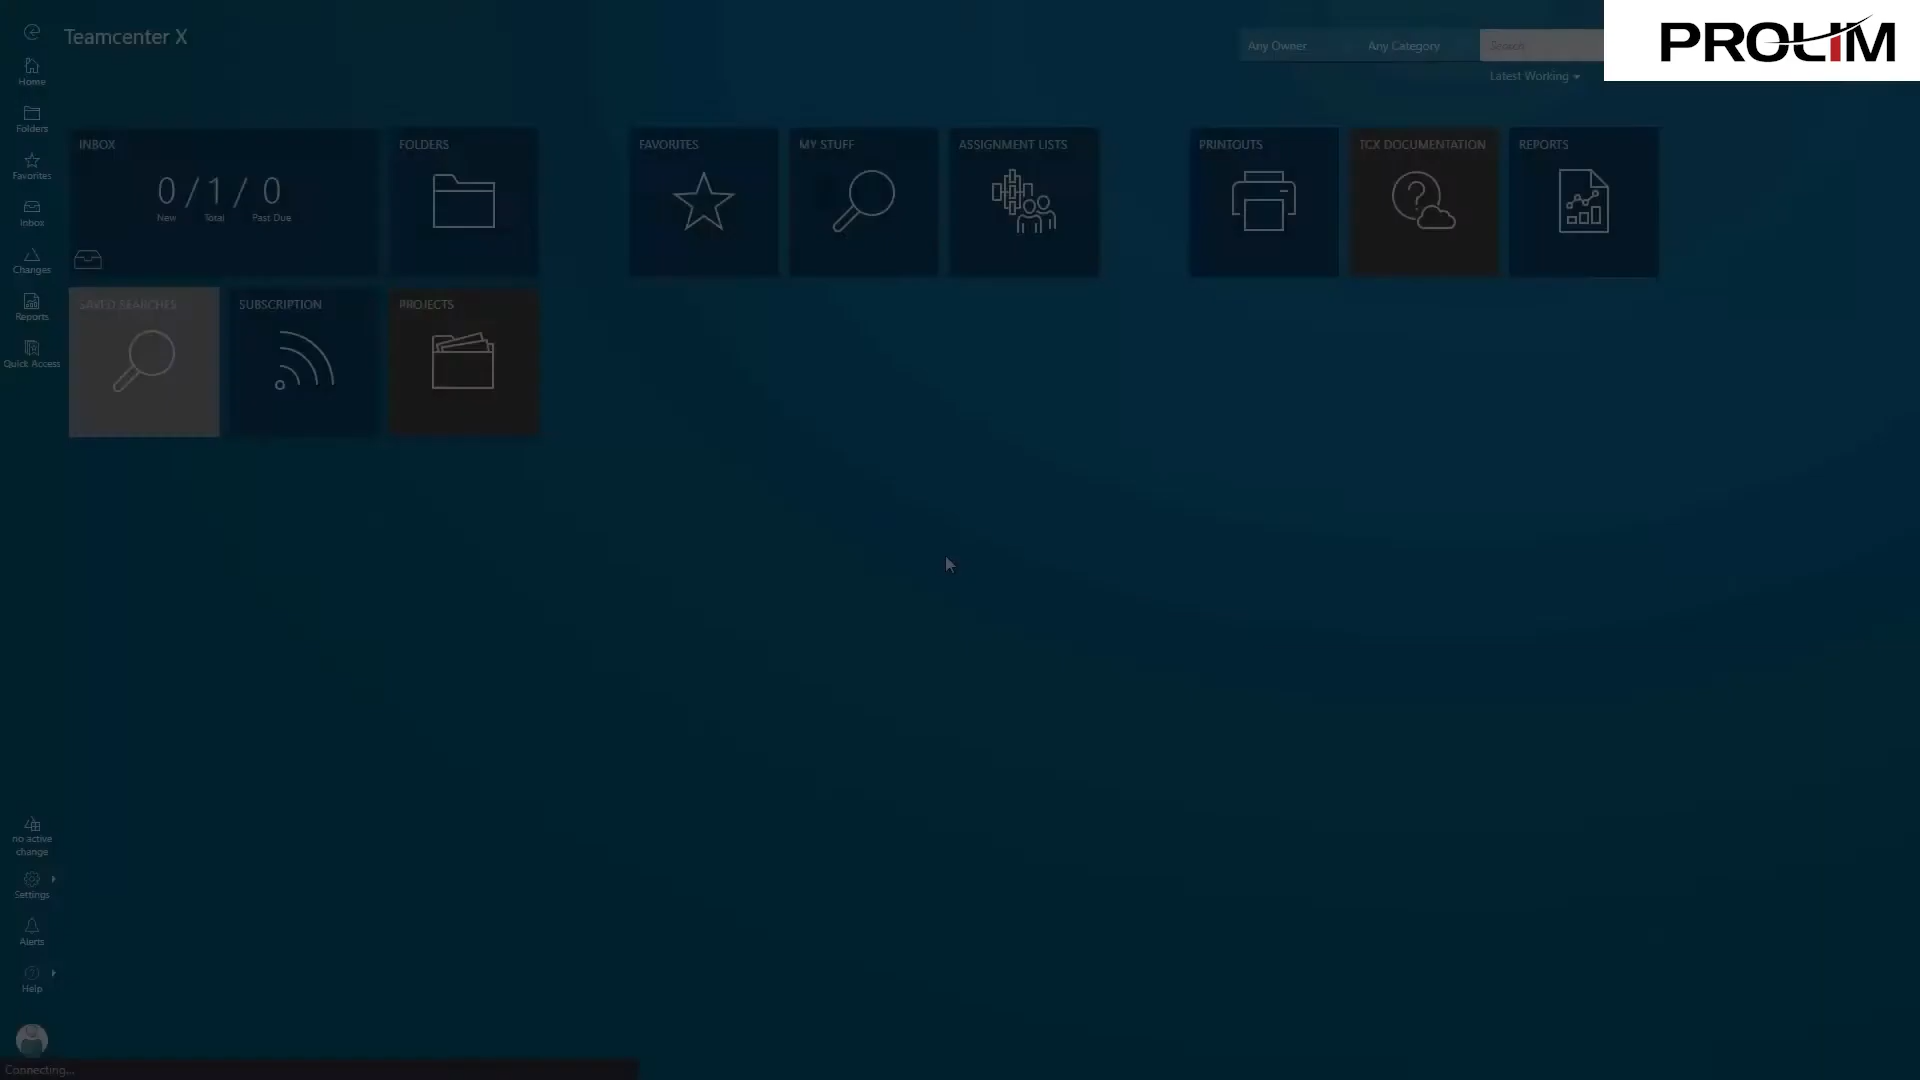 Teamcenter X
Any Owner
Any Category
Search
Latest Working
PROLIM
Home
Folders
Favorites
Inbox
Changes
Reports
Quick Access
INBOX
0 / 1 / 0
New Total Past Due
FOLDERS
FAVORITES
MY STUFF
ASSIGNMENT LISTS
PRINTOUTS
TCX DOCUMENTATION
REPORTS
SAVED SEARCHES
SUBSCRIPTION
PROJECTS
no active
change
Settings
Alerts
Help
Connecting...